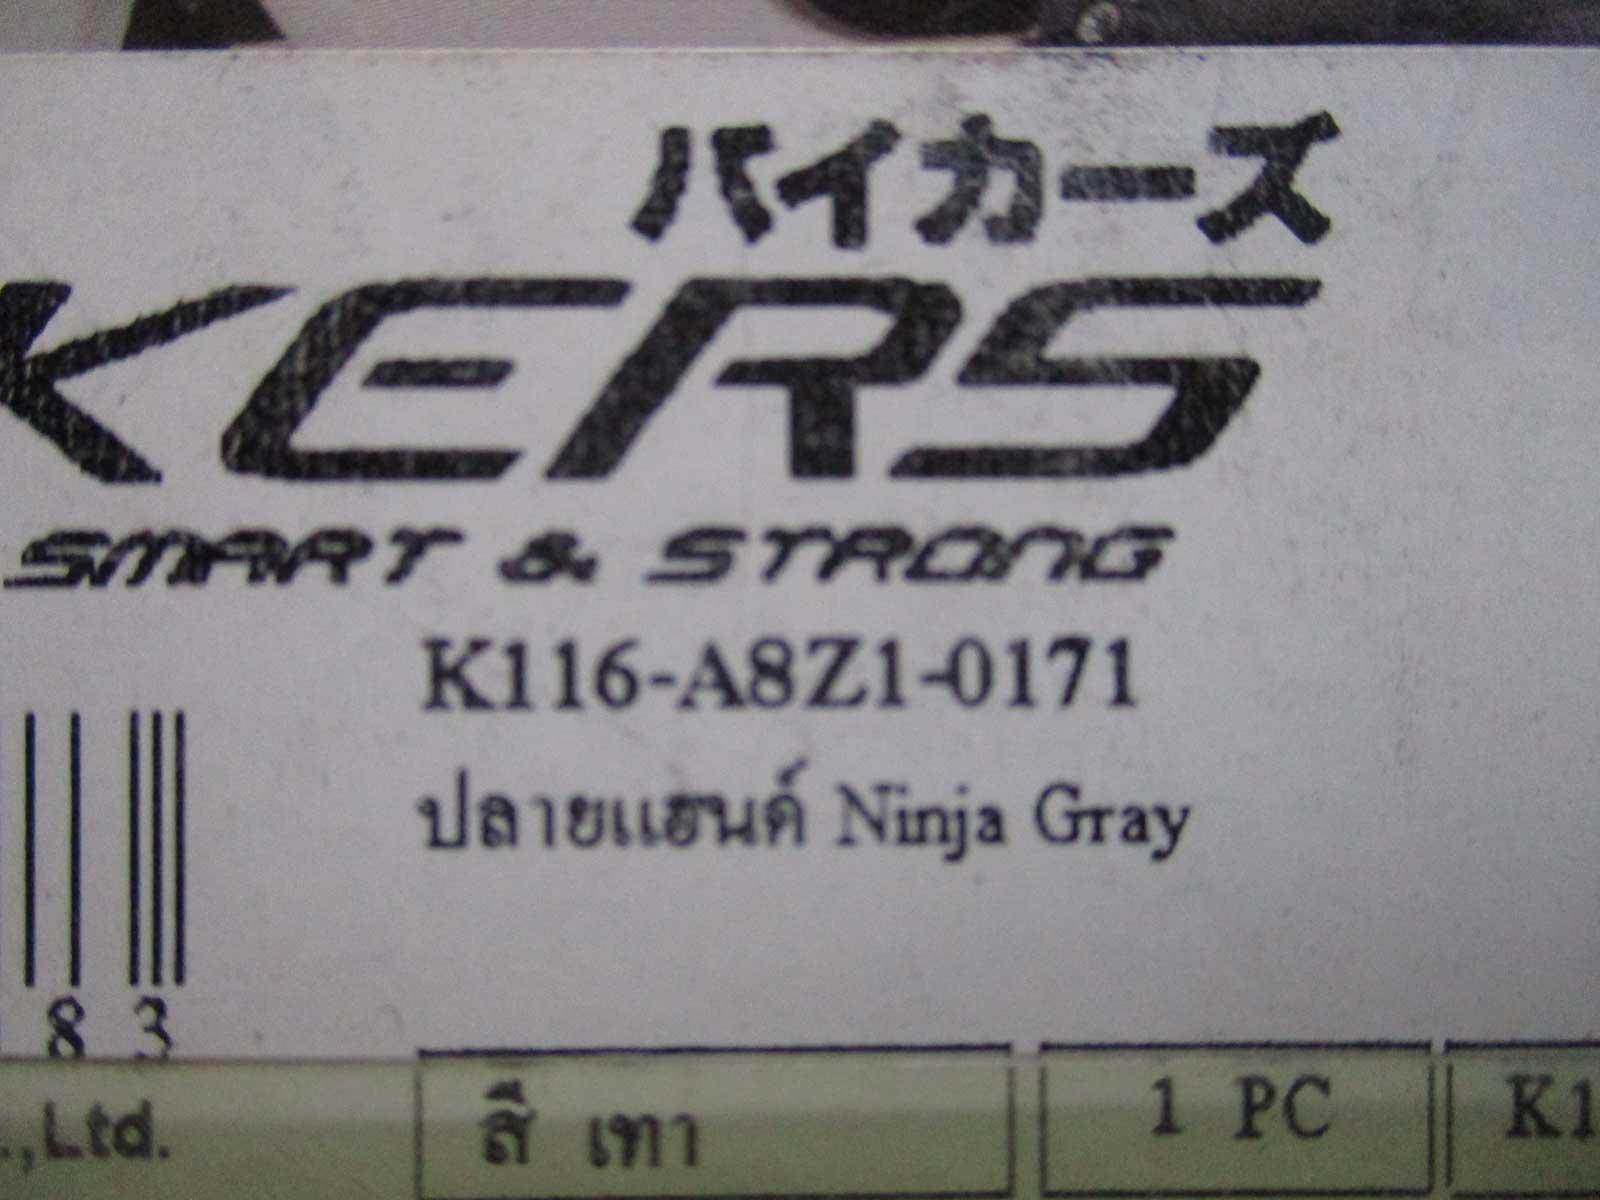 バイカーズ
KERS
SMART & STRONG
K116-A8Z1-0171
ปลายแฮนด์ Ninja Gray
8 3
.,Ltd.
สี เทา
1 PC
K1